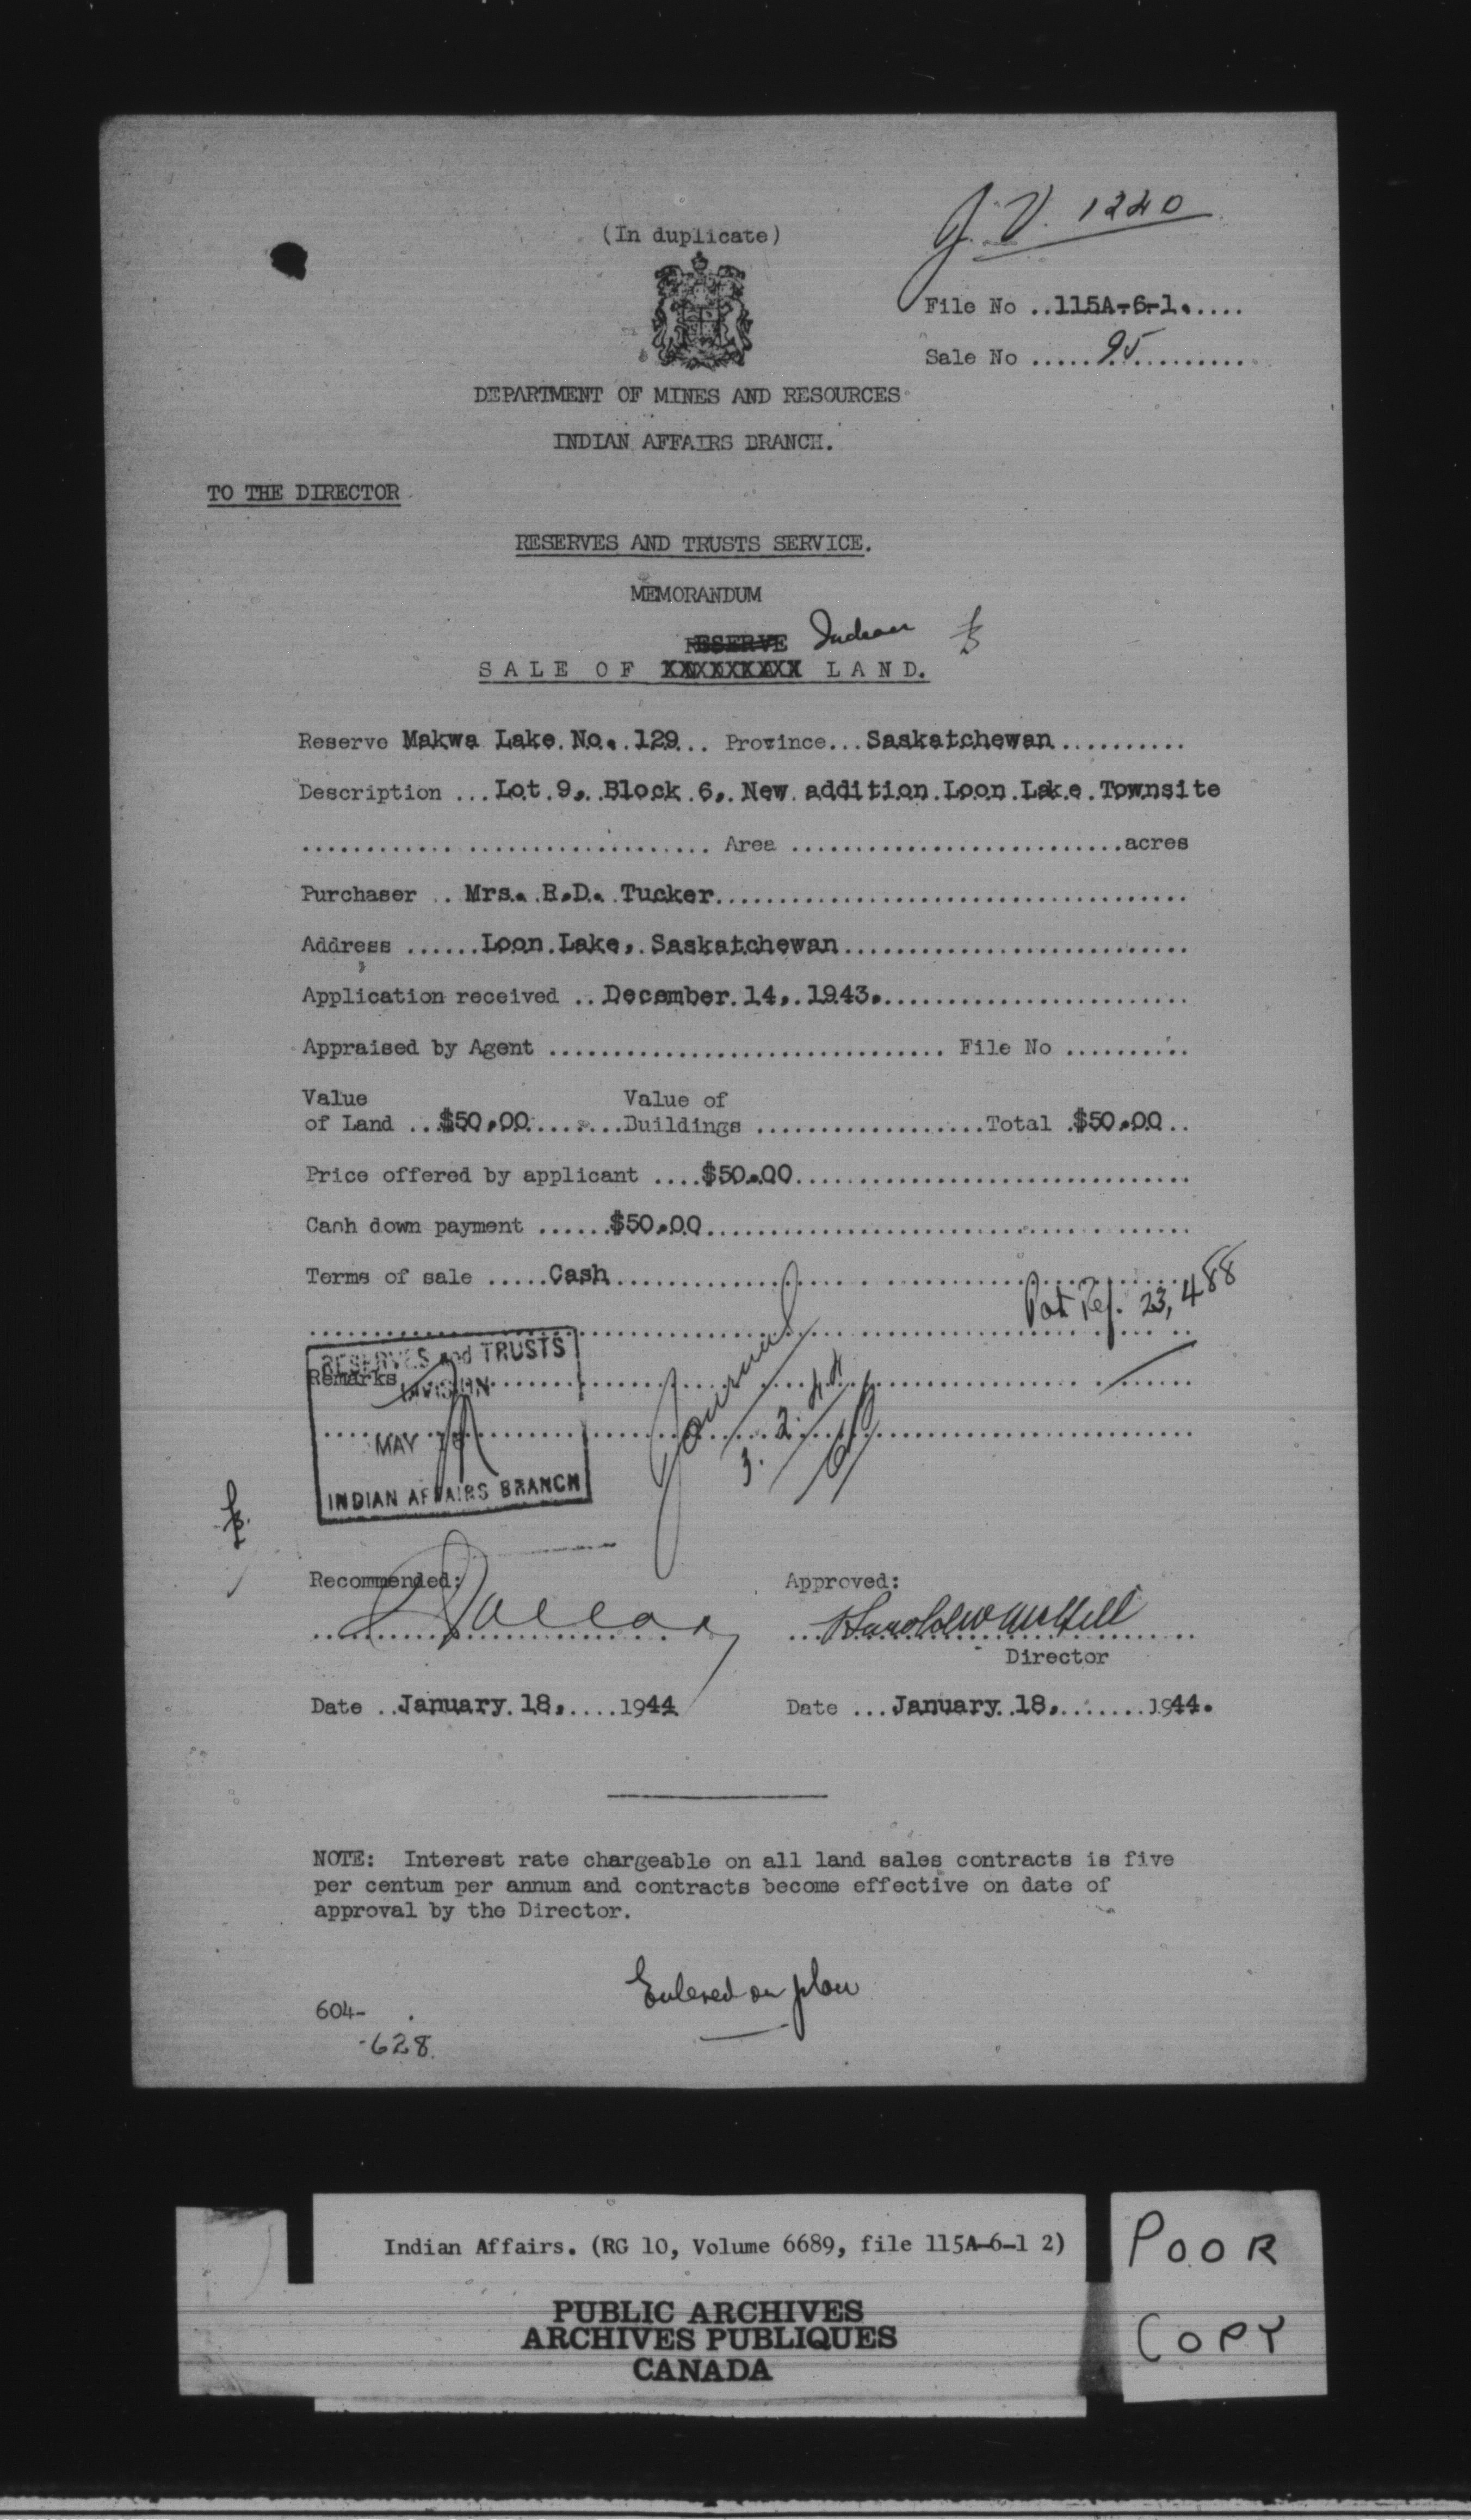 J.V. 1240
(In duplicate)
File No ..115A-6-1.....
Sale No .....95...........
DEPARTMENT OF MINES AND RESOURCES
INDIAN AFFAIRS BRANCH.
TO THE DIRECTOR
RESERVES AND TRUSTS SERVICE.
MEMORANDUM
RESERVE Indian
SALE OF XXXXXXXXX LAND.
Reserve Makwa Lake No. 129... Province...Saskatchewan..........
Description ...Lot 9, Block 6, New addition Loon Lake Townsite
................................. Area ..........................acres
Purchaser .. Mrs. R.D. Tucker.....................................
Address ......Loon Lake, Saskatchewan...........................
Application received .. December 14, 1943.........................
Appraised by Agent ............................... File No ..........
Value Value of
of Land ...$50.00.......Buildings ..................Total .$50.00..
Price offered by applicant ....$50.00...............................
Cash down payment ......$50.00......................................
Terms of sale .....Cash.............................................
Pat Ref. 23,488
RESERVES and TRUSTS
Remarks
DIVISION
Journal
3.2.44
MAY
INDIAN AFFAIRS BRANCH
Recommended: Approved:
Harold W McGill
Director
Date ..January 18,....1944 Date ...January 18,.......1944.
NOTE: Interest rate chargeable on all land sales contracts is five
per centum per annum and contracts become effective on date of
approval by the Director.
Entered on plan
604-
-628
Indian Affairs. (RG 10, Volume 6689, file 115A-6-1 2)
PUBLIC ARCHIVES
ARCHIVES PUBLIQUES
CANADA
POOR
COPY